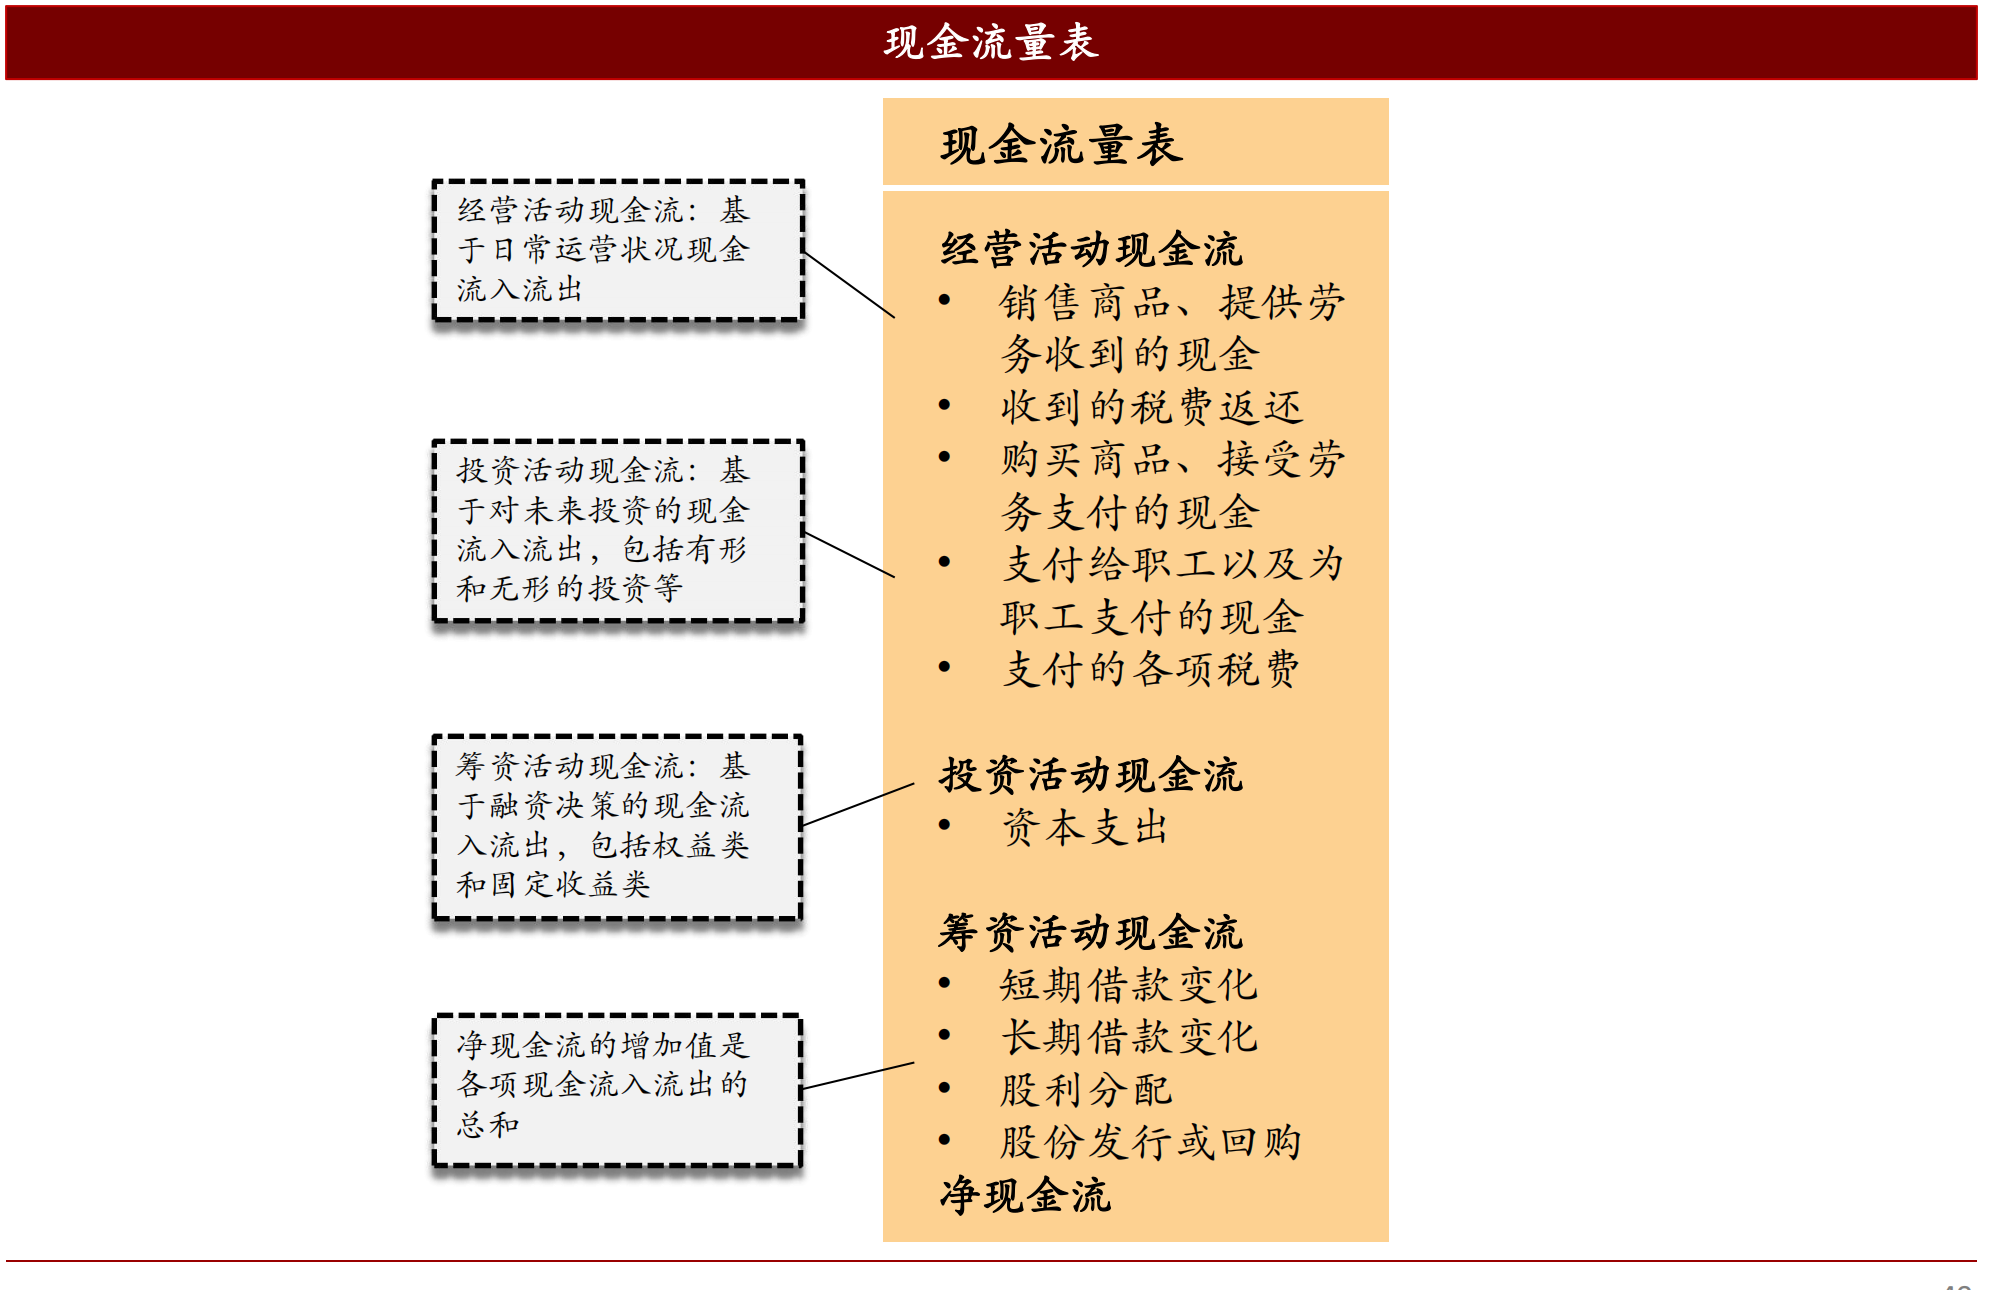 现金流量表
经营活动现金流：基
于日常运营状况现金
流入流出
投资活动现金流：基
于对未来投资的现金
流入流出，包括有形
和无形的投资等
筹资活动现金流：基
于融资决策的现金流
入流出，包括权益类
和固定收益类
净现金流的增加值是
各项现金流入流出的
总和
现金流量表
经营活动现金流
• 销售商品、提供劳
务收到的现金
• 收到的税费返还
• 购买商品、接受劳
务支付的现金
• 支付给职工以及为
职工支付的现金
• 支付的各项税费
投资活动现金流
• 资本支出
筹资活动现金流
• 短期借款变化
• 长期借款变化
• 股利分配
• 股份发行或回购
净现金流